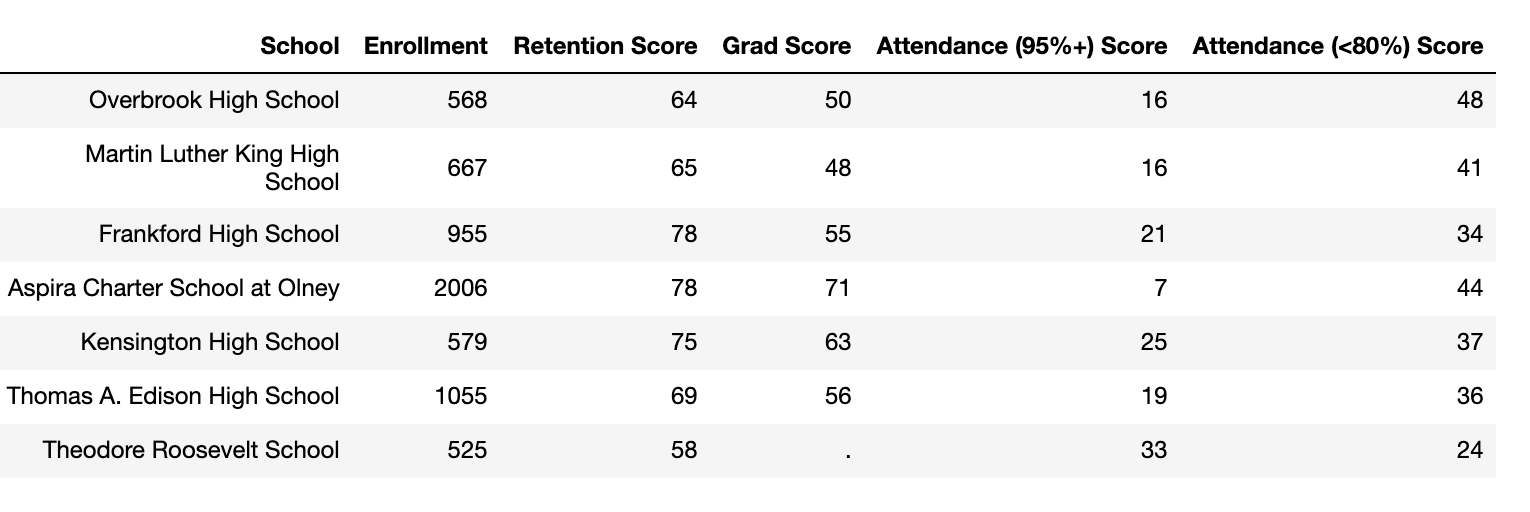 School Enrollment Retention Score Grad Score Attendance (95%+) Score Attendance (<80%) Score
Overbrook High School 568 64 50 16 48
Martin Luther King High
School 667 65 48 16 41
Frankford High School 955 78 55 21 34
Aspira Charter School at Olney 2006 78 71 7 44
Kensington High School 579 75 63 25 37
Thomas A. Edison High School 1055 69 56 19 36
Theodore Roosevelt School 525 58 . 33 24